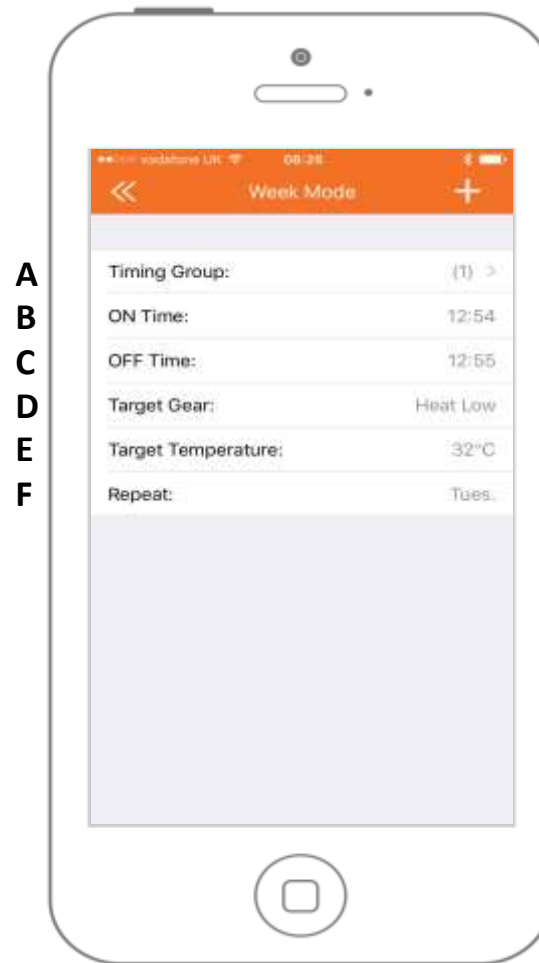 vodafone UK 08:28
Week Mode
A Timing Group: (1) >
B ON Time: 12:54
C OFF Time: 12:55
D Target Gear: Heat Low
E Target Temperature: 32°C
F Repeat: Tues.